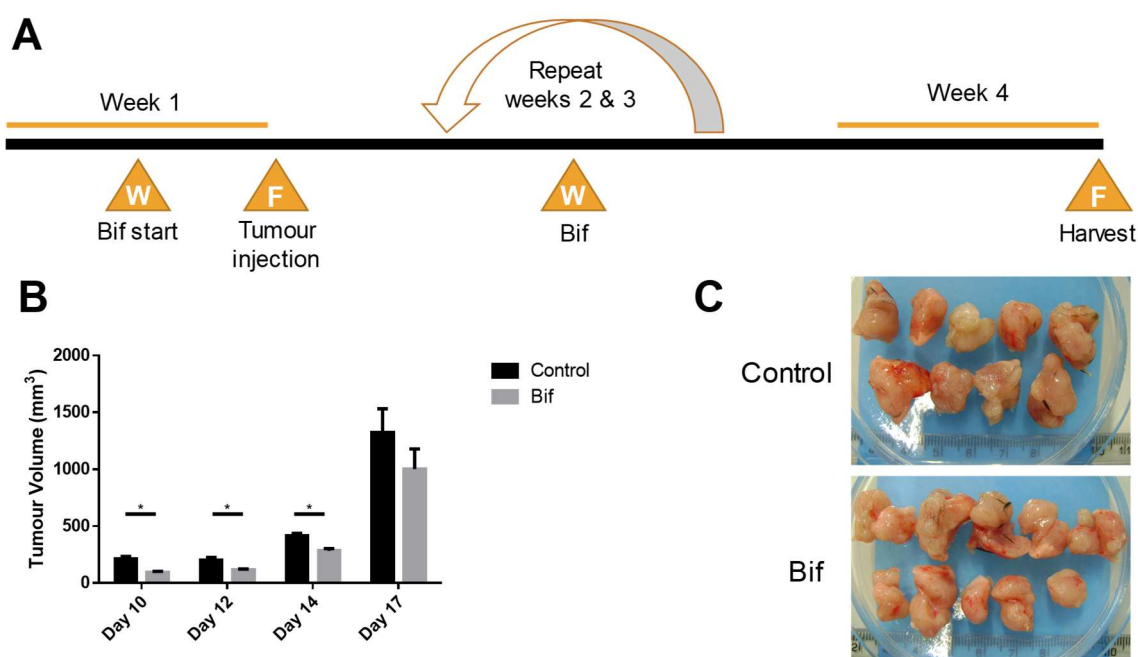 A
Week 1
Repeat
weeks 2 & 3
Week 4
W
F
W
F
Bif start
Tumour
injection
Bif
Harvest
B
Tumour Volume (mm³)
2000
1500
1000
500
0
*
*
*
Day 10
Day 12
Day 14
Day 17
Control
Bif
C
Control
Bif